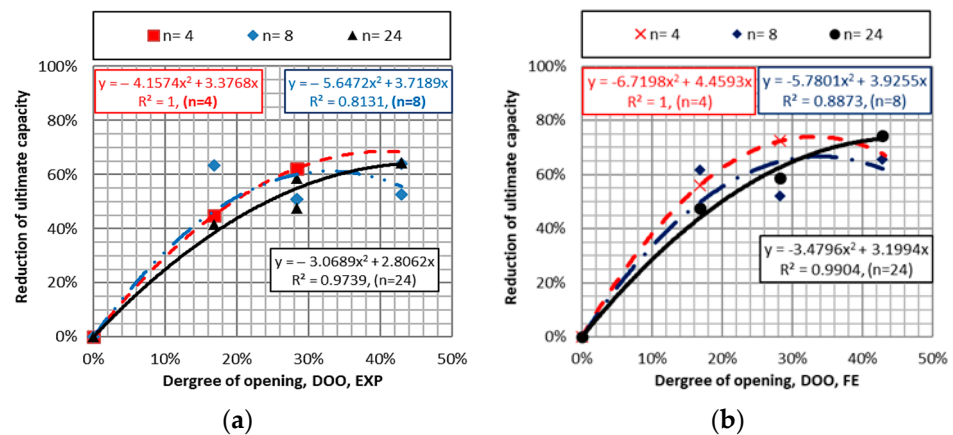 n= 4 n= 8 n= 24
100%
80%
60%
40%
20%
0%
Reduction of ultimate capacity
y = − 4.1574x² + 3.3768x
R² = 1, (n=4)
y = − 5.6472x² + 3.7189x
R² = 0.8131, (n=8)
y = − 3.0689x² + 2.8062x
R² = 0.9739, (n=24)
0% 10% 20% 30% 40% 50%
Dergree of opening, DOO, EXP
(a)
n= 4 n= 8 n= 24
100%
80%
60%
40%
20%
0%
Reduction of ultimate capacity
y = -6.7198x² + 4.4593x
R² = 1, (n=4)
y = -5.7801x² + 3.9255x
R² = 0.8873, (n=8)
y = -3.4796x² + 3.1994x
R² = 0.9904, (n=24)
0% 10% 20% 30% 40% 50%
Dergree of opening, DOO, FE
(b)